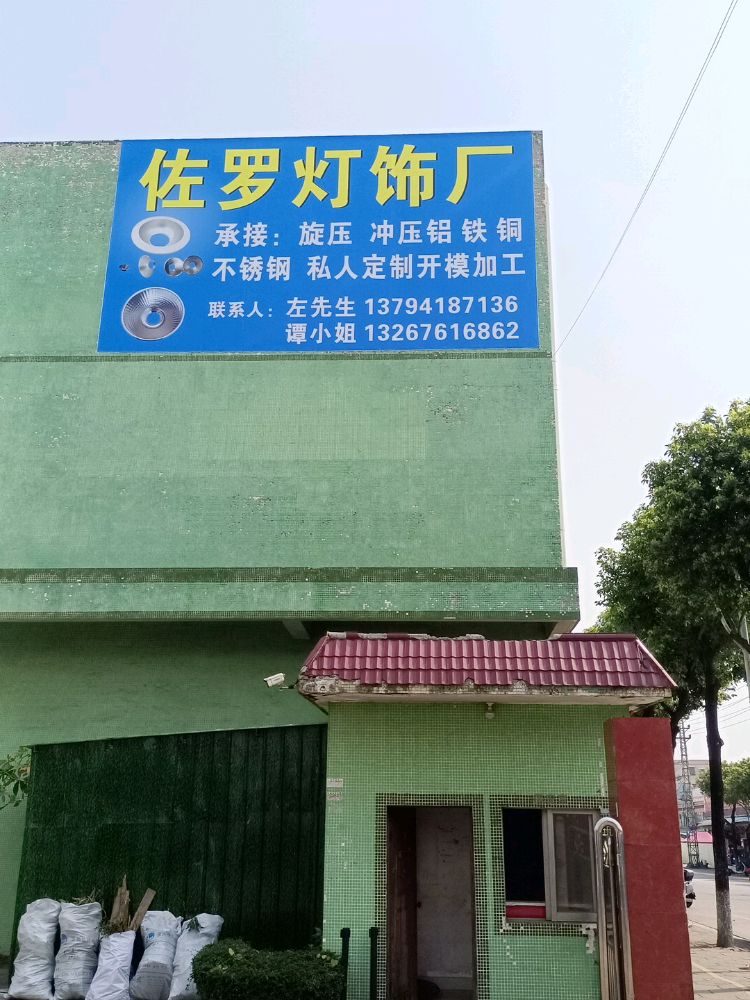 佐罗灯饰厂
承接：旋压 冲压铝 铁 铜
不锈钢 私人定制开模加工
联系人：左先生 13794187136
谭小姐 13267616862